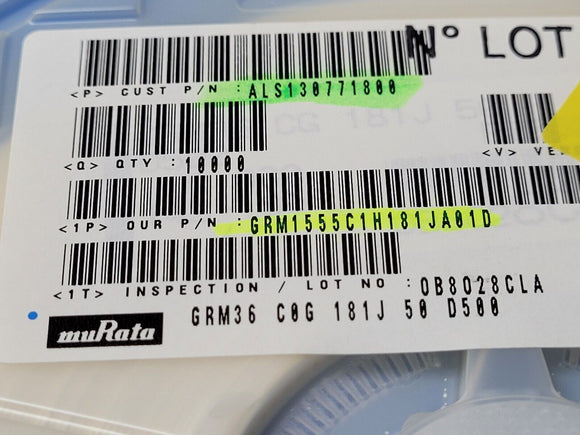 N° LOT
<P> CUST P/N :ALS130771800
<Q> QTY :10000
<V> VE
<1P> OUR P/N :GRM1555C1H181JA01D
<1T> INSPECTION / LOT NO :0B8028CLA
muRata GRM36 C0G 181J 50 D500